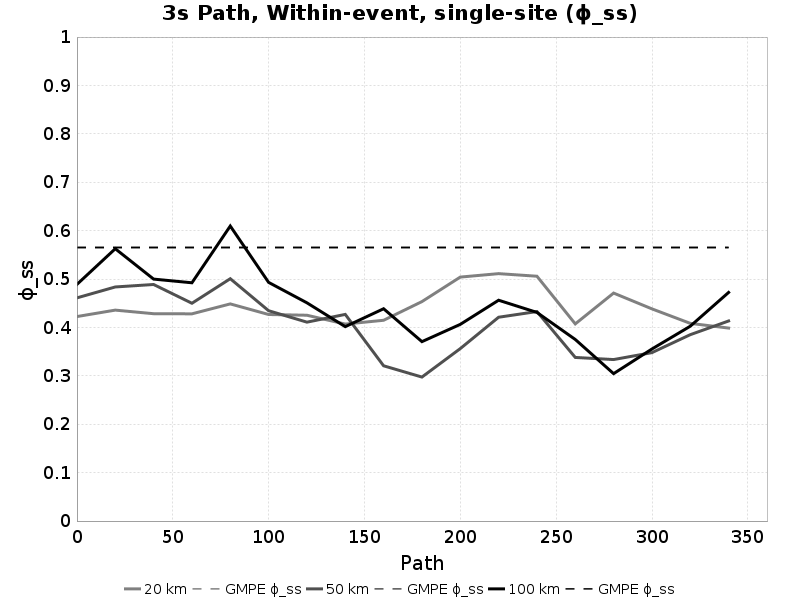 3s Path, Within-event, single-site (ϕ_ss)
1
0.9
0.8
0.7
0.6
0.5
0.4
0.3
0.2
0.1
0
ϕ_ss
0 50 100 150 200 250 300 350
Path
20 km GMPE ϕ_ss 50 km GMPE ϕ_ss 100 km GMPE ϕ_ss